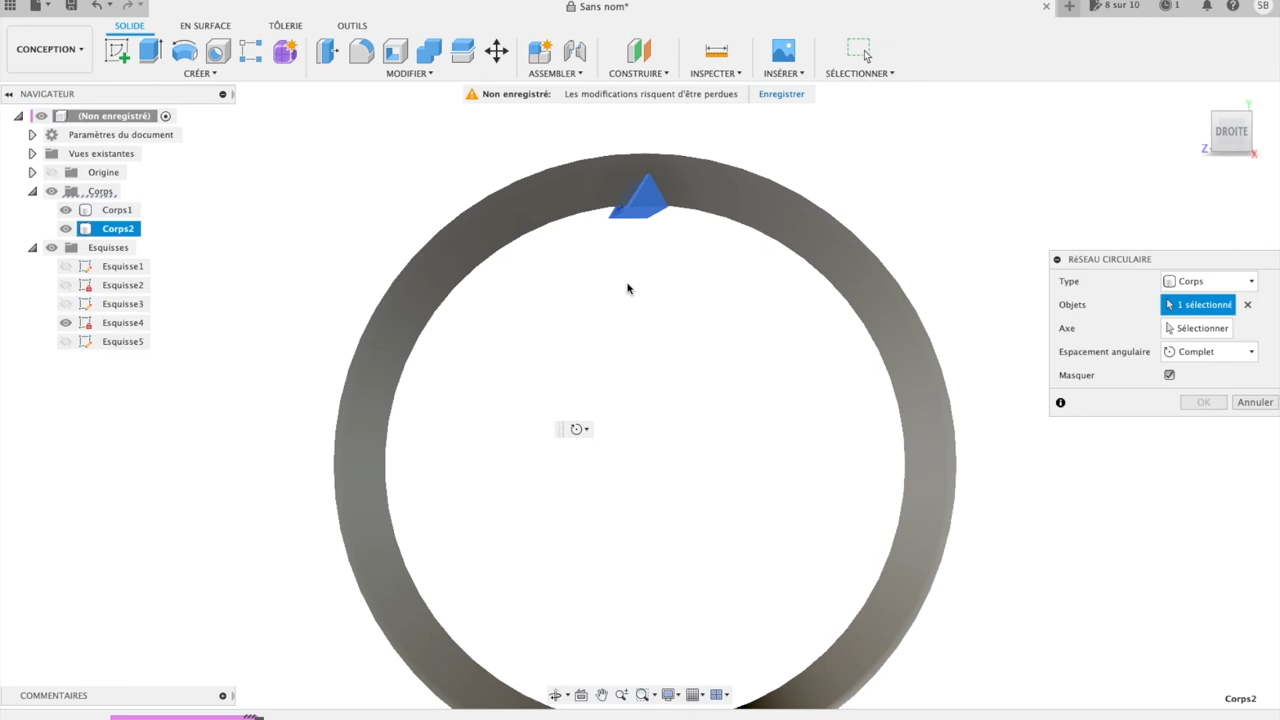 Sans nom*
8 sur 10
1
SB
CONCEPTION
SOLIDE
EN SURFACE
TÔLERIE
OUTILS
CRÉER
MODIFIER
ASSEMBLER
CONSTRUIRE
INSPECTER
INSÉRER
SÉLECTIONNER
NAVIGATEUR
Non enregistré: Les modifications risquent d'être perdues Enregistrer
(Non enregistré)
Paramètres du document
Vues existantes
Origine
Corps
Corps1
Corps2
Esquisses
Esquisse1
Esquisse2
Esquisse3
Esquisse4
Esquisse5
DROITE
Y
Z
X
RéSEAU CIRCULAIRE
Type Corps
Objets 1 sélectionné
Axe Sélectionner
Espacement angulaire Complet
Masquer
OK Annuler
COMMENTAIRES
Corps2